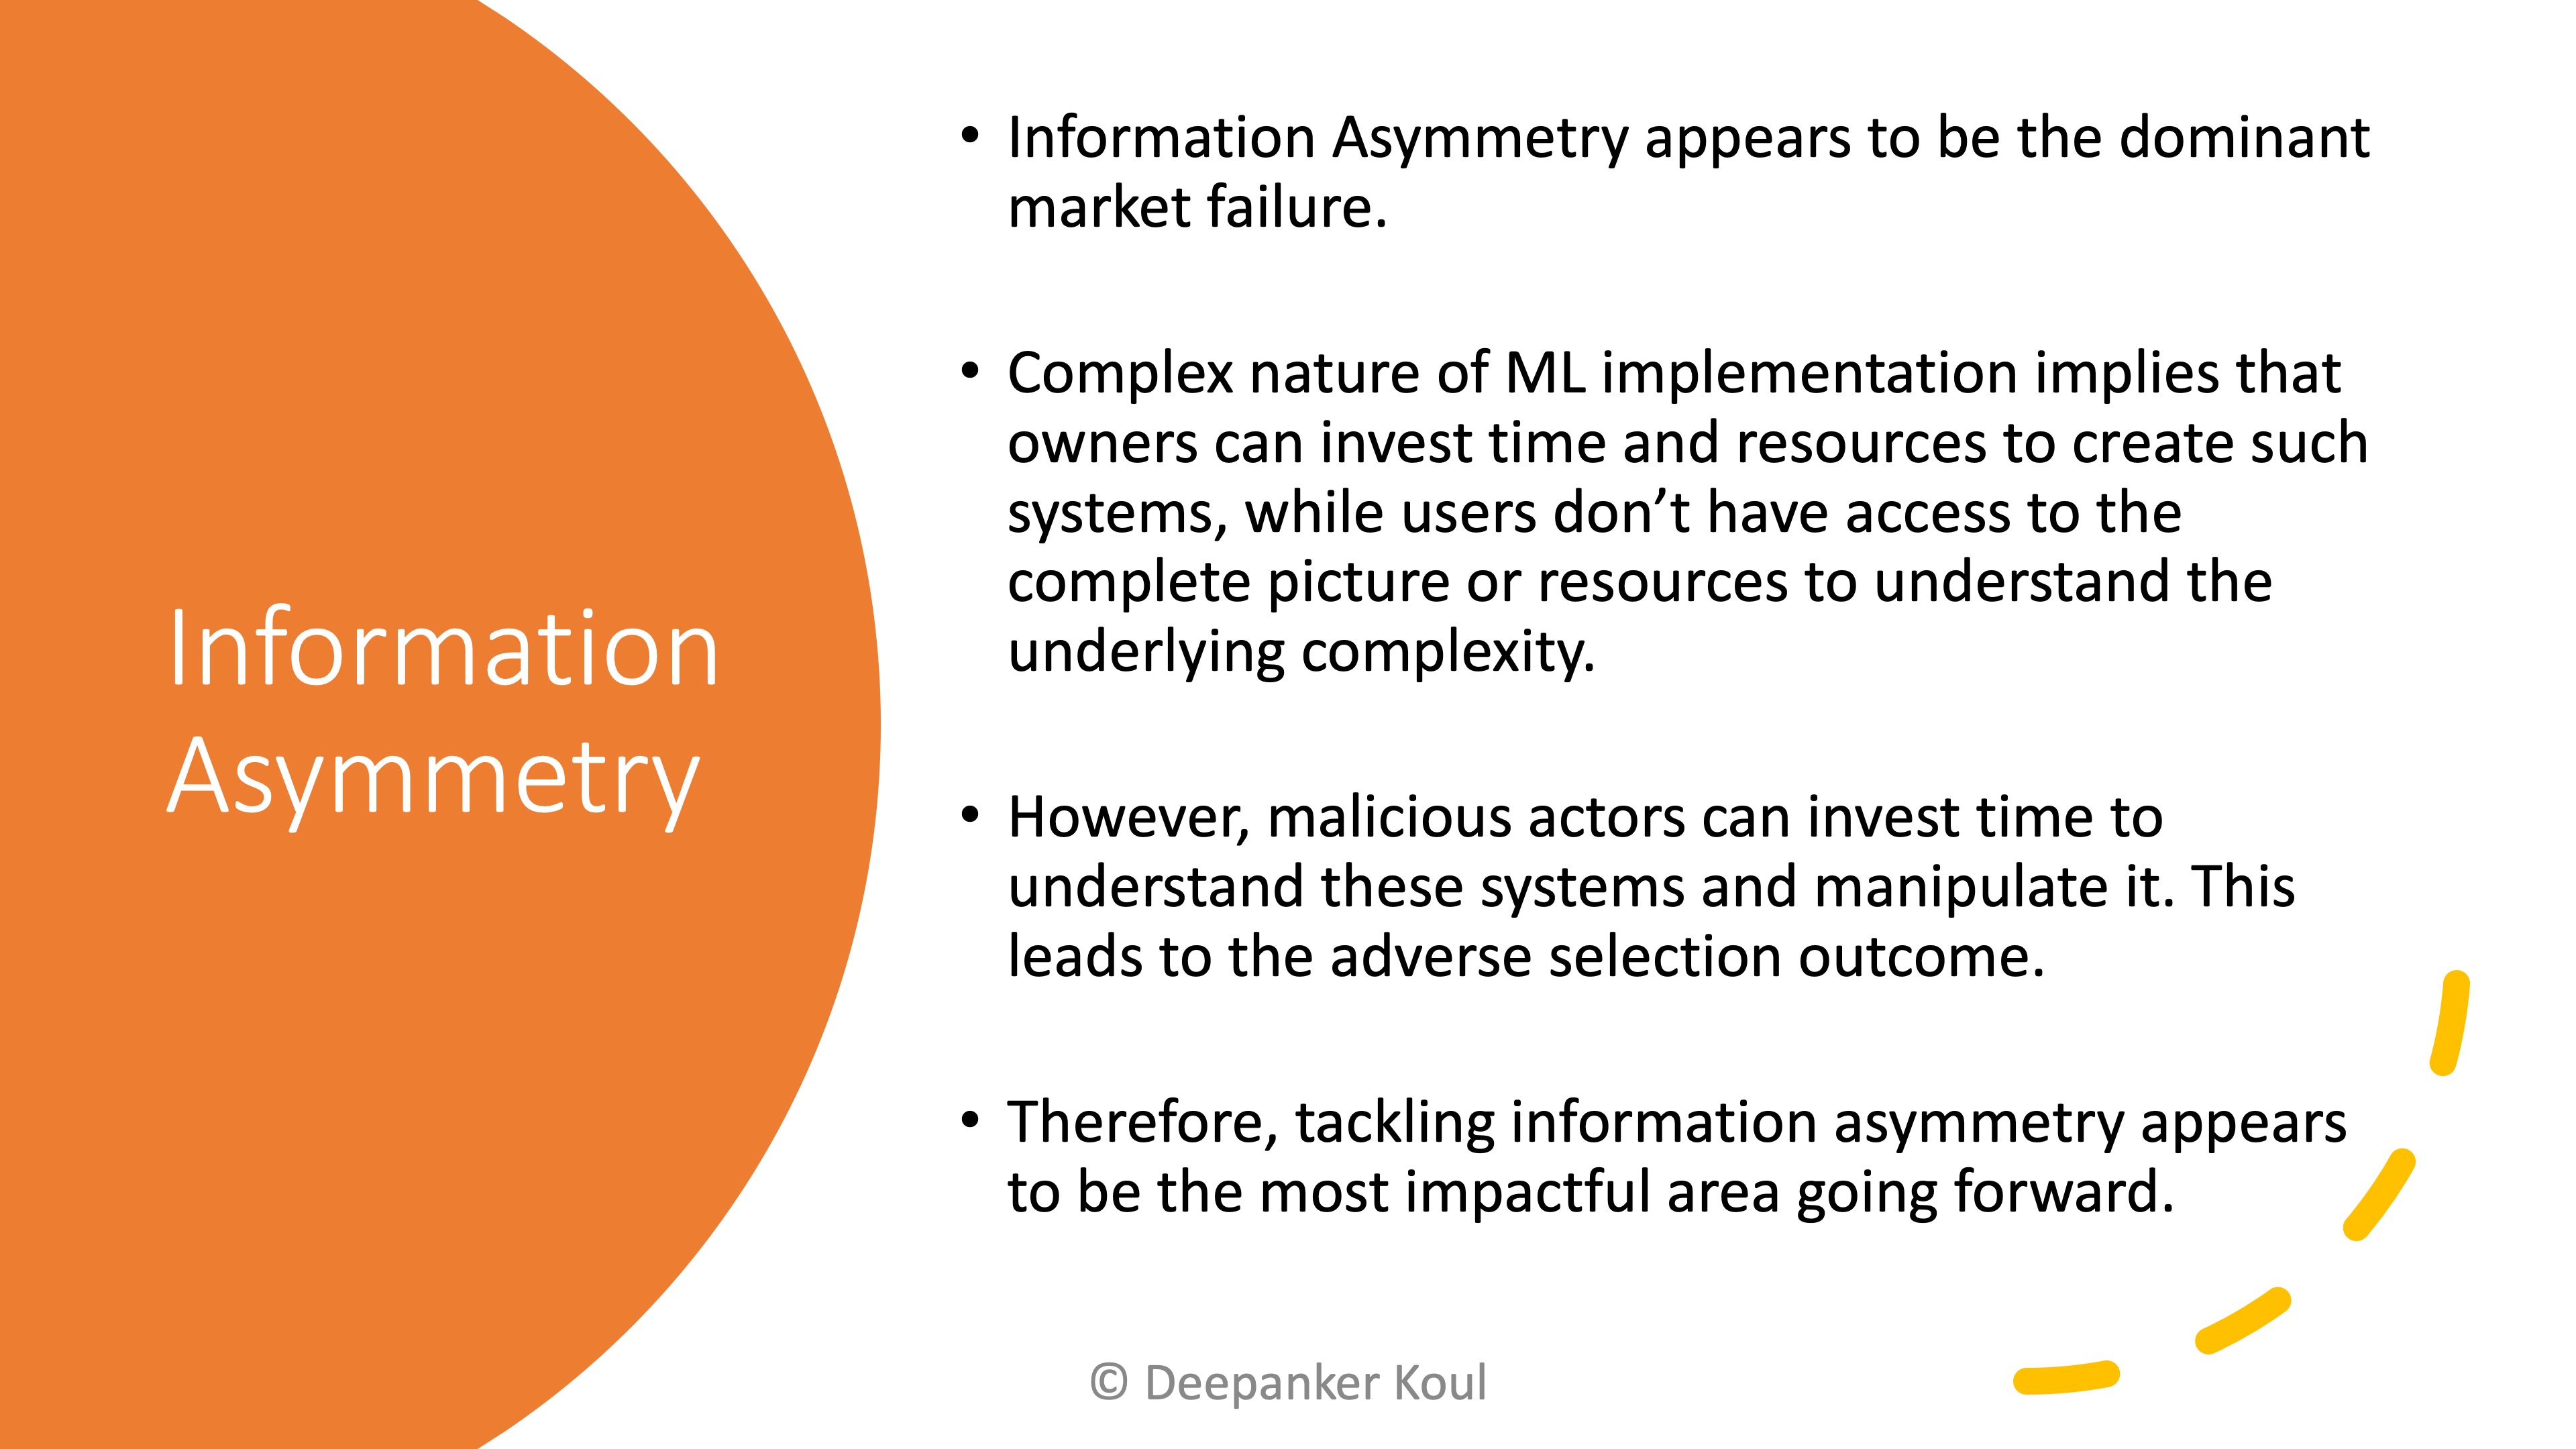 Information
Asymmetry
• Information Asymmetry appears to be the dominant
market failure.
• Complex nature of ML implementation implies that
owners can invest time and resources to create such
systems, while users don’t have access to the
complete picture or resources to understand the
underlying complexity.
• However, malicious actors can invest time to
understand these systems and manipulate it. This
leads to the adverse selection outcome.
• Therefore, tackling information asymmetry appears
to be the most impactful area going forward.
© Deepanker Koul